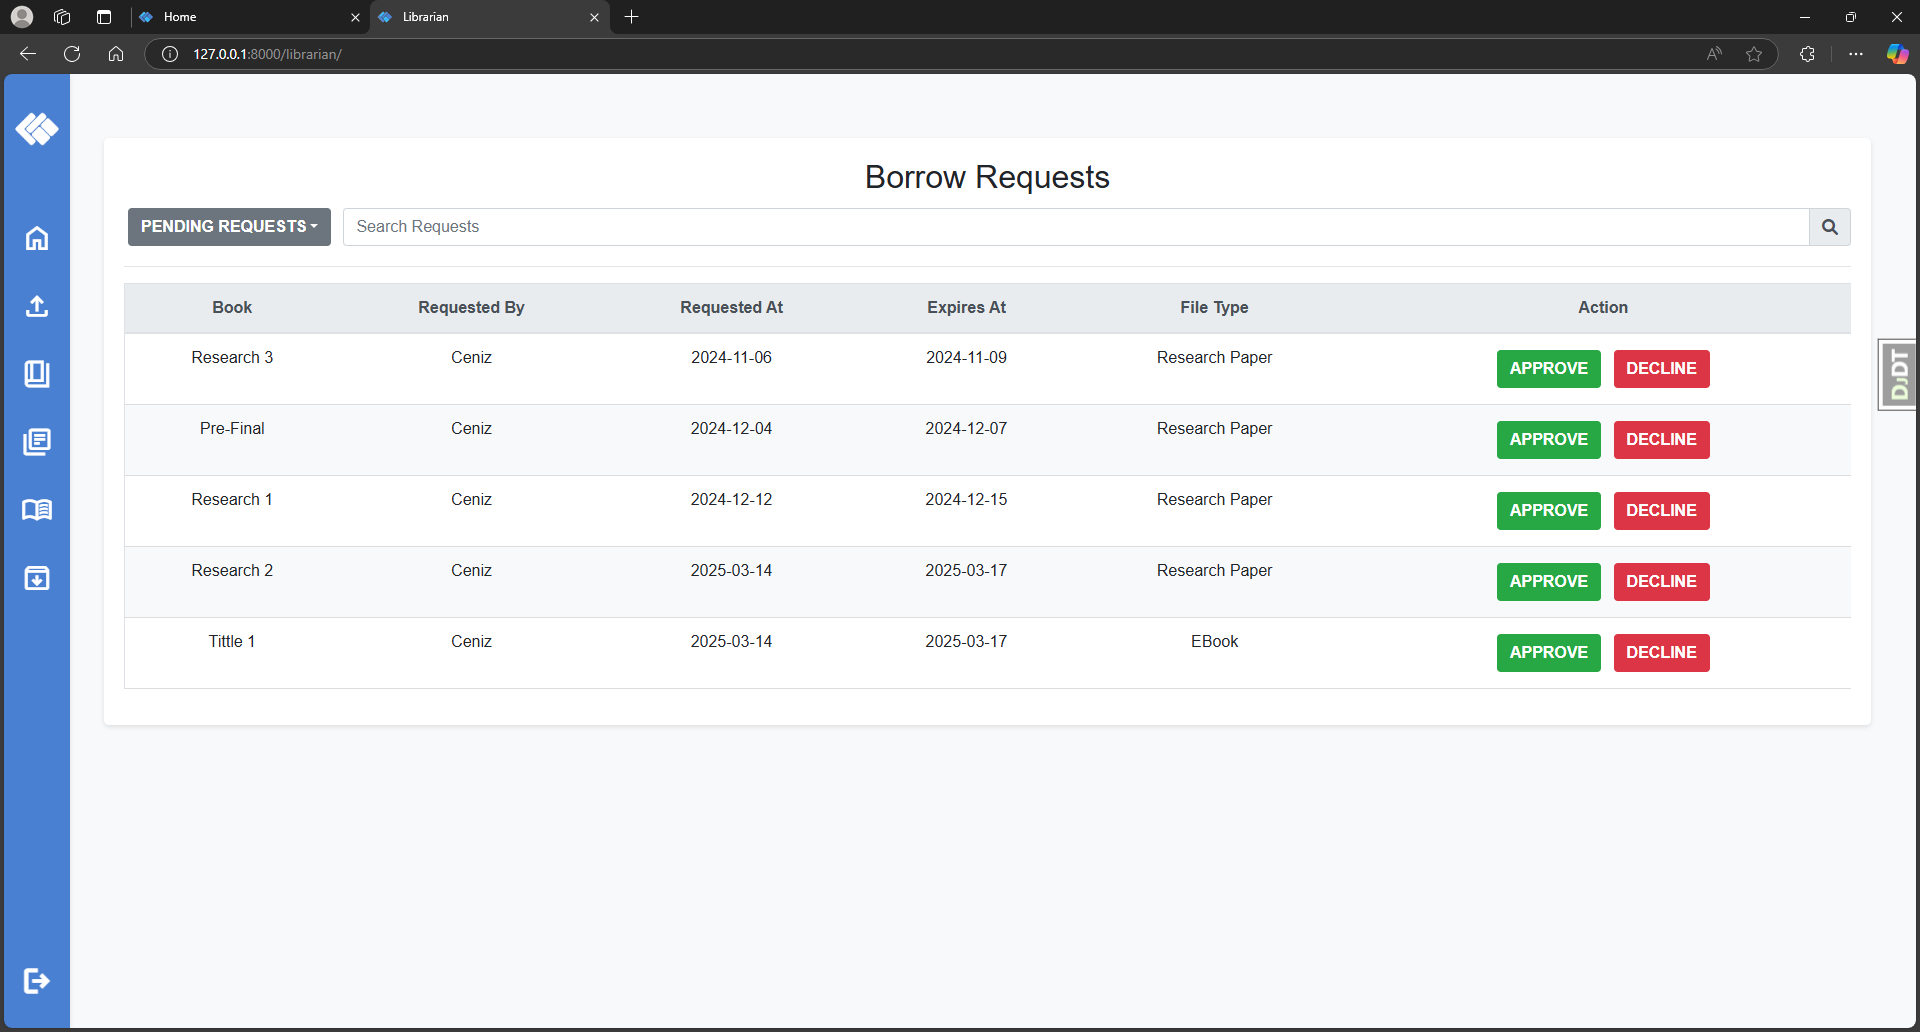 Home
Librarian
127.0.0.1:8000/librarian/
Borrow Requests
PENDING REQUESTS
Search Requests
Book Requested By Requested At Expires At File Type Action
Research 3 Ceniz 2024-11-06 2024-11-09 Research Paper APPROVE DECLINE
Pre-Final Ceniz 2024-12-04 2024-12-07 Research Paper APPROVE DECLINE
Research 1 Ceniz 2024-12-12 2024-12-15 Research Paper APPROVE DECLINE
Research 2 Ceniz 2025-03-14 2025-03-17 Research Paper APPROVE DECLINE
Tittle 1 Ceniz 2025-03-14 2025-03-17 EBook APPROVE DECLINE
DjDT